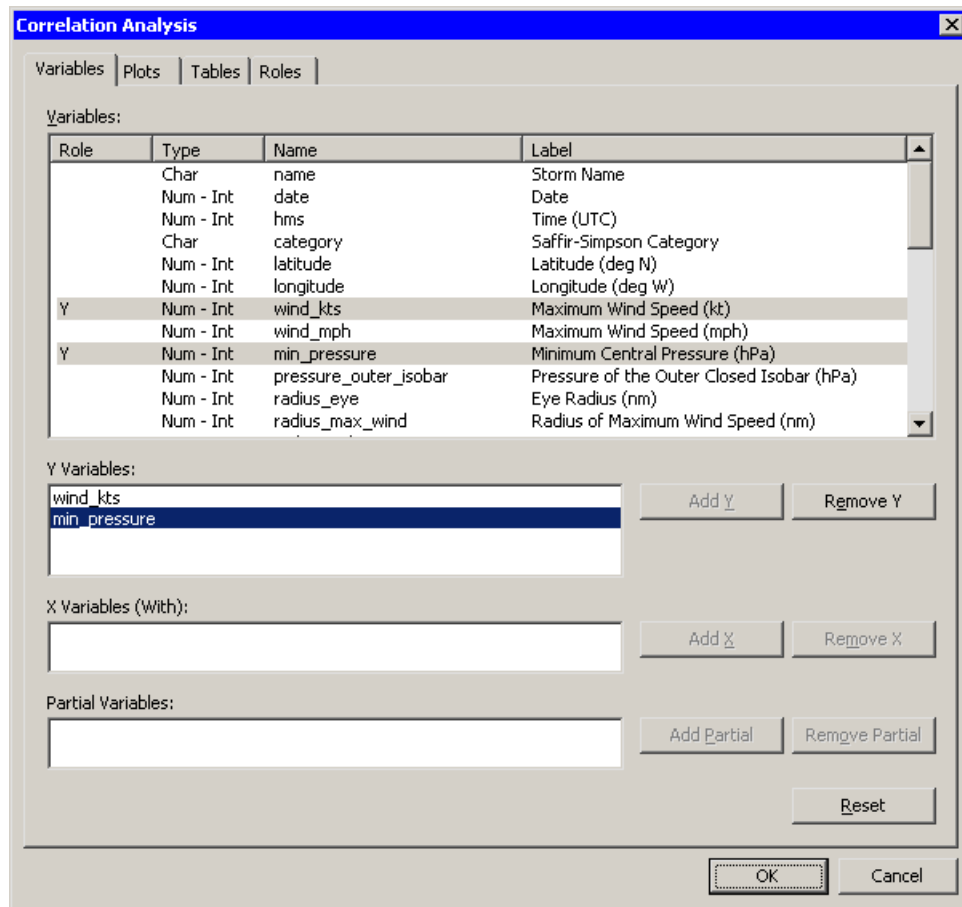 Correlation Analysis
Variables Plots Tables Roles
Variables:
Role Type Name Label
Char name Storm Name
Num - Int date Date
Num - Int hms Time (UTC)
Char category Saffir-Simpson Category
Num - Int latitude Latitude (deg N)
Num - Int longitude Longitude (deg W)
Y Num - Int wind_kts Maximum Wind Speed (kt)
Num - Int wind_mph Maximum Wind Speed (mph)
Y Num - Int min_pressure Minimum Central Pressure (hPa)
Num - Int pressure_outer_isobar Pressure of the Outer Closed Isobar (hPa)
Num - Int radius_eye Eye Radius (nm)
Num - Int radius_max_wind Radius of Maximum Wind Speed (nm)
Y Variables:
wind_kts
min_pressure
Add Y Remove Y
X Variables (With):
Add X Remove X
Partial Variables:
Add Partial Remove Partial
Reset
OK Cancel